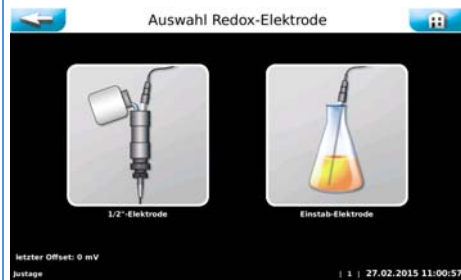 Auswahl Redox-Elektrode
1/2"-Elektrode
Einstab-Elektrode
letzter Offset: 0 mV
Justage
| 1 | 27.02.2015 11:00:57